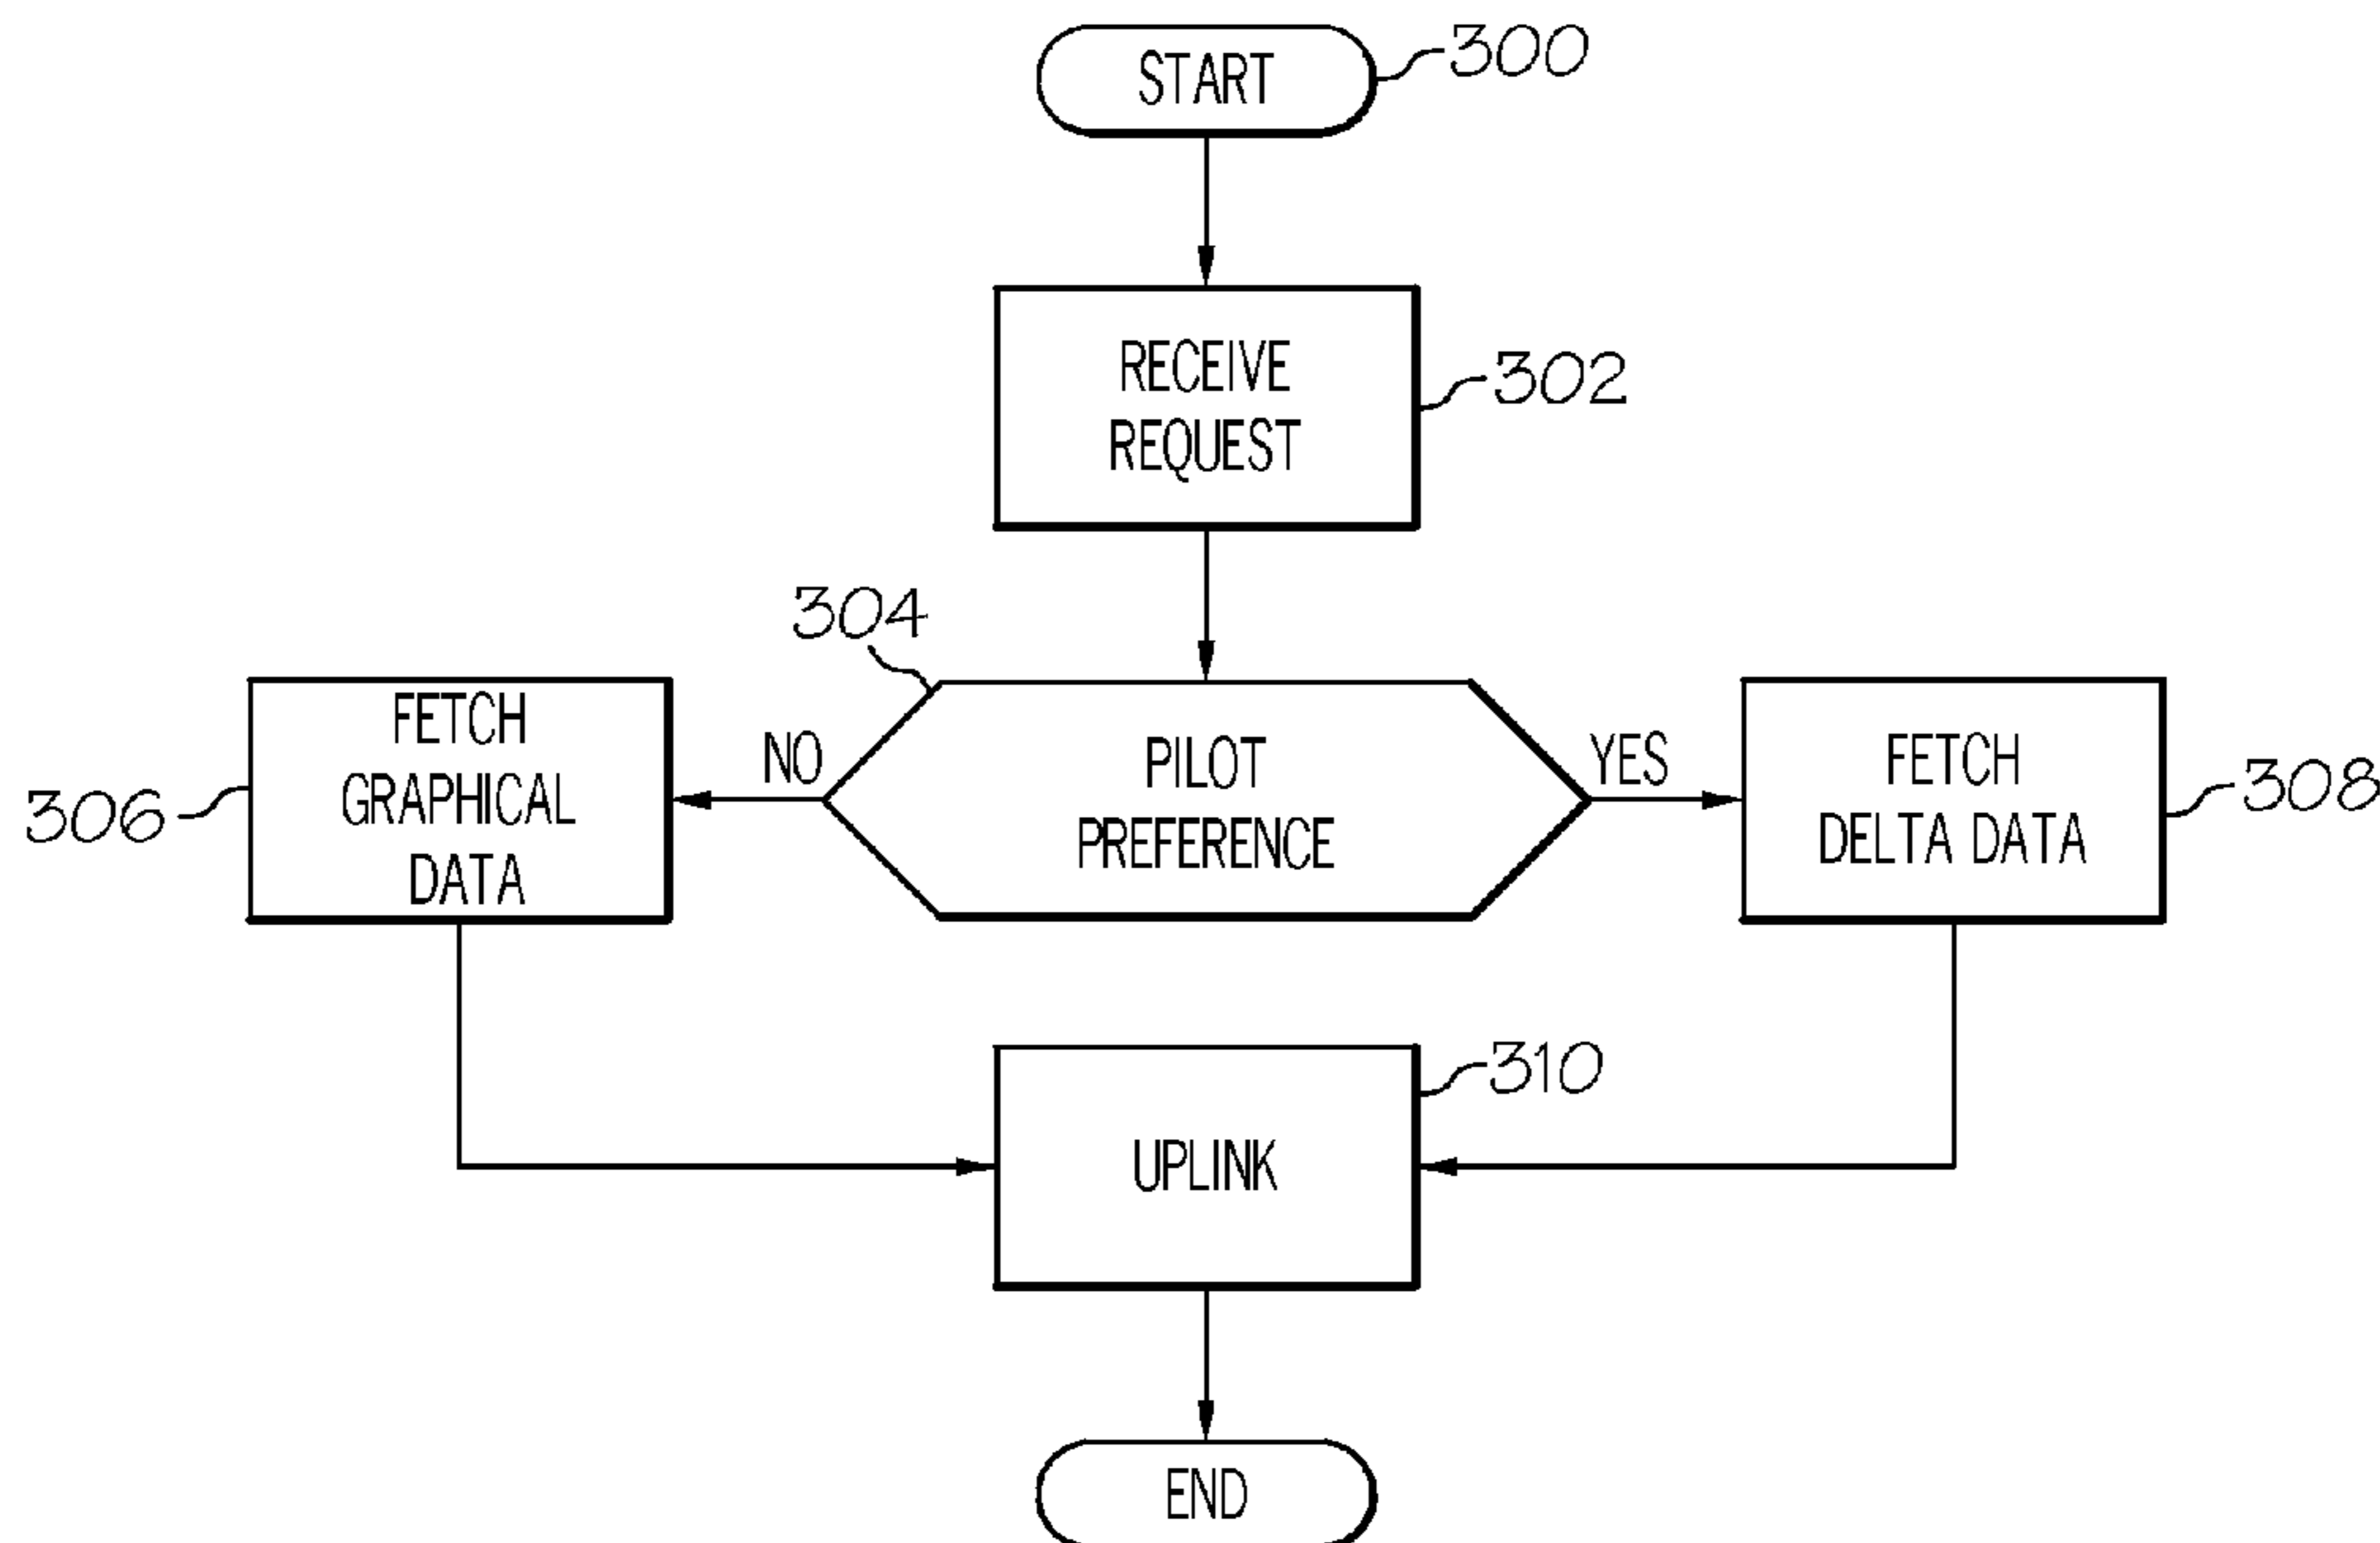 START
300
RECEIVE
REQUEST
302
304
FETCH
GRAPHICAL
DATA
306
NO
PILOT
PREFERENCE
YES
FETCH
DELTA DATA
308
UPLINK
310
END